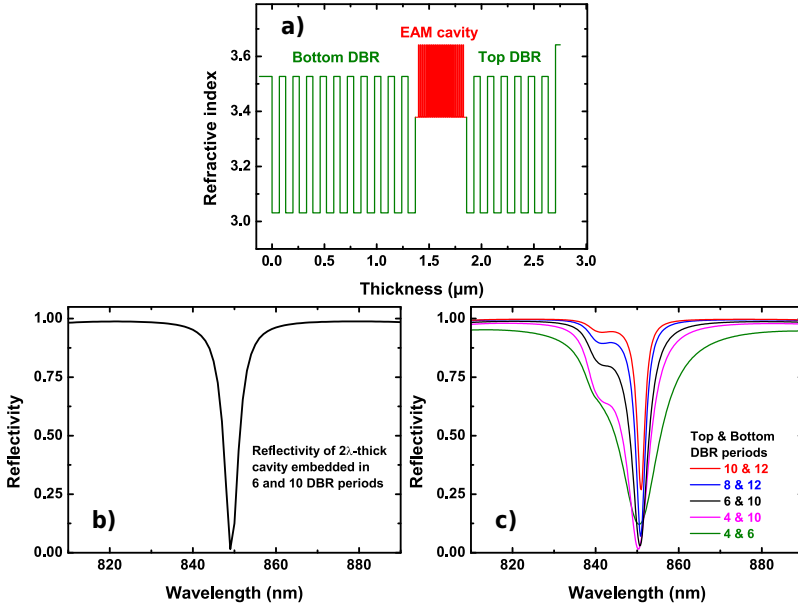 a)
EAM cavity
Bottom DBR
Top DBR
3.6
3.4
3.2
3.0
Refractive index
0.0 0.5 1.0 1.5 2.0 2.5 3.0
Thickness (µm)
1.00
0.75
0.50
0.25
0.00
Reflectivity
Reflectivity of 2λ-thick
cavity embedded in
6 and 10 DBR periods
b)
820 840 860 880
Wavelength (nm)
1.00
0.75
0.50
0.25
0.00
Reflectivity
Top & Bottom
DBR periods
10 & 12
8 & 12
6 & 10
4 & 10
4 & 6
c)
820 840 860 880
Wavelength (nm)